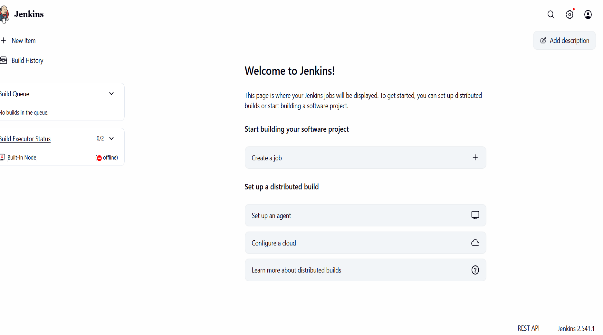 Jenkins
New Item
Build History
Add description
Build Queue
No builds in the queue
Build Executor Status
0/2
Built-In Node
(offline)
Welcome to Jenkins!
This page is where your Jenkins jobs will be displayed. To get started, you can set up distributed
builds or start building a software project.
Start building your software project
Create a job
Set up a distributed build
Set up an agent
Configure a cloud
Learn more about distributed builds
REST API
Jenkins 2.541.1